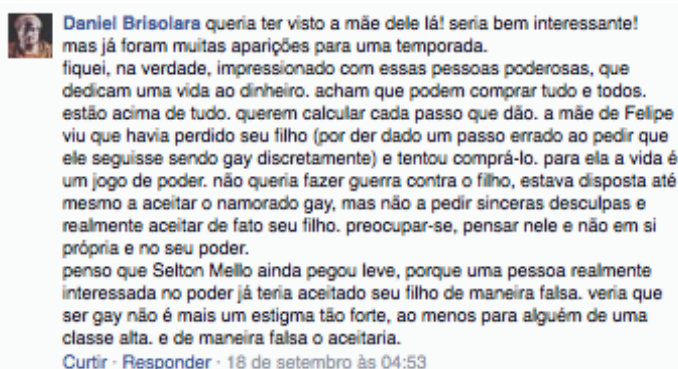 Daniel Brisolara queria ter visto a mãe dele lá! seria bem interessante!
mas já foram muitas aparições para uma temporada.
fiquei, na verdade, impressionado com essas pessoas poderosas, que
dedicam uma vida ao dinheiro. acham que podem comprar tudo e todos.
estão acima de tudo. querem calcular cada passo que dão. a mãe de Felipe
viu que havia perdido seu filho (por der dado um passo errado ao pedir que
ele seguisse sendo gay discretamente) e tentou comprá-lo. para ela a vida é
um jogo de poder. não queria fazer guerra contra o filho, estava disposta até
mesmo a aceitar o namorado gay, mas não a pedir sinceras desculpas e
realmente aceitar de fato seu filho. preocupar-se, pensar nele e não em si
própria e no seu poder.
penso que Selton Mello ainda pegou leve, porque uma pessoa realmente
interessada no poder já teria aceitado seu filho de maneira falsa. veria que
ser gay não é mais um estigma tão forte, ao menos para alguém de uma
classe alta. e de maneira falsa o aceitaria.
Curtir · Responder · 18 de setembro às 04:53